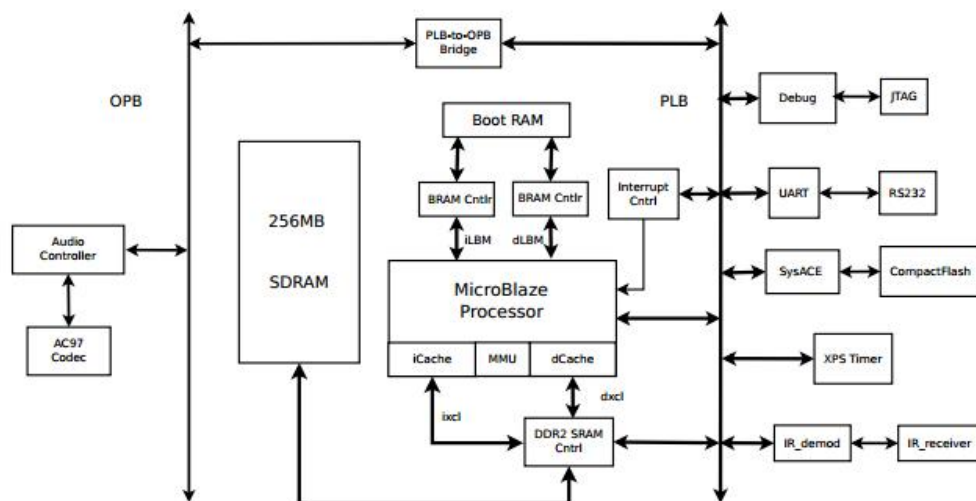 PLB-to-OPB
Bridge
OPB
PLB
Debug
JTAG
Boot RAM
BRAM Cntlr
BRAM Cntlr
Interrupt
Cntrl
UART
RS232
256MB
SDRAM
iLBM
dLBM
Audio
Controller
SysACE
CompactFlash
MicroBlaze
Processor
AC97
Codec
iCache
MMU
dCache
XPS Timer
ixcl
dxcl
DDR2 SRAM
Cntrl
IR_demod
IR_receiver